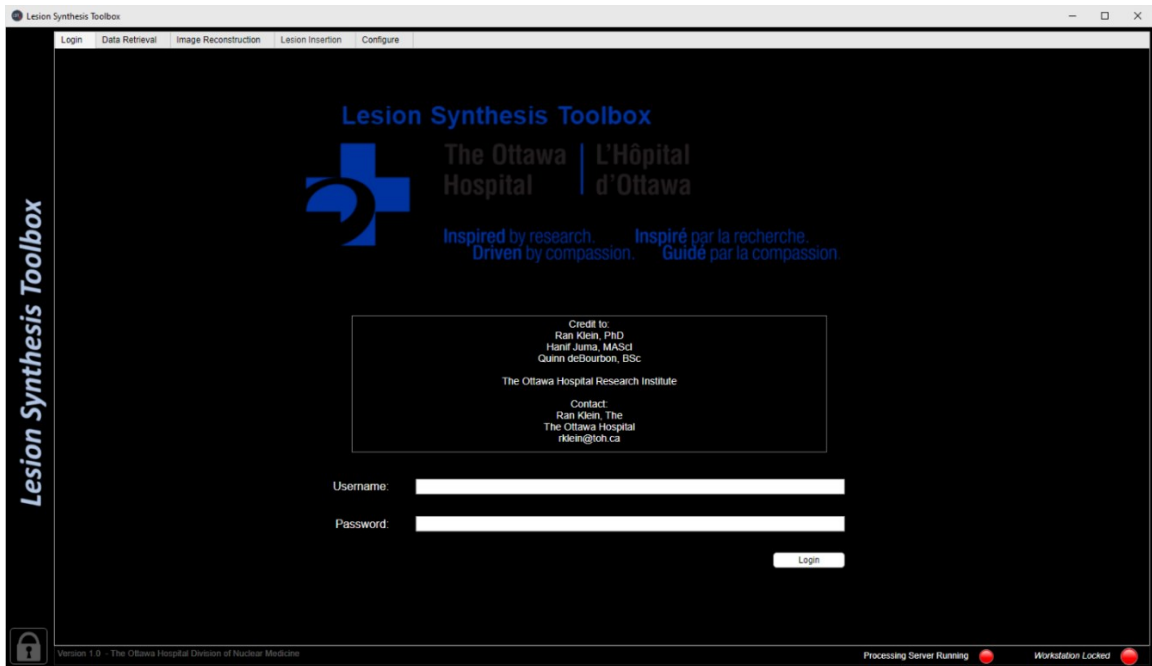 Lesion Synthesis Toolbox
Login Data Retrieval Image Reconstruction Lesion Insertion Configure
Lesion Synthesis Toolbox
Lesion Synthesis Toolbox
The Ottawa Hospital
L'Hôpital d'Ottawa
Inspired by research.
Driven by compassion.
Inspiré par la recherche.
Guidé par la compassion.
Credit to:
Ran Klein, PhD
Hanif Juma, MAScI
Quinn deBourbon, BSc
The Ottawa Hospital Research Institute
Contact:
Ran Klein, The
The Ottawa Hospital
rklein@toh.ca
Username:
Password:
Login
Version 1.0 - The Ottawa Hospital Division of Nuclear Medicine
Processing Server Running
Workstation Locked